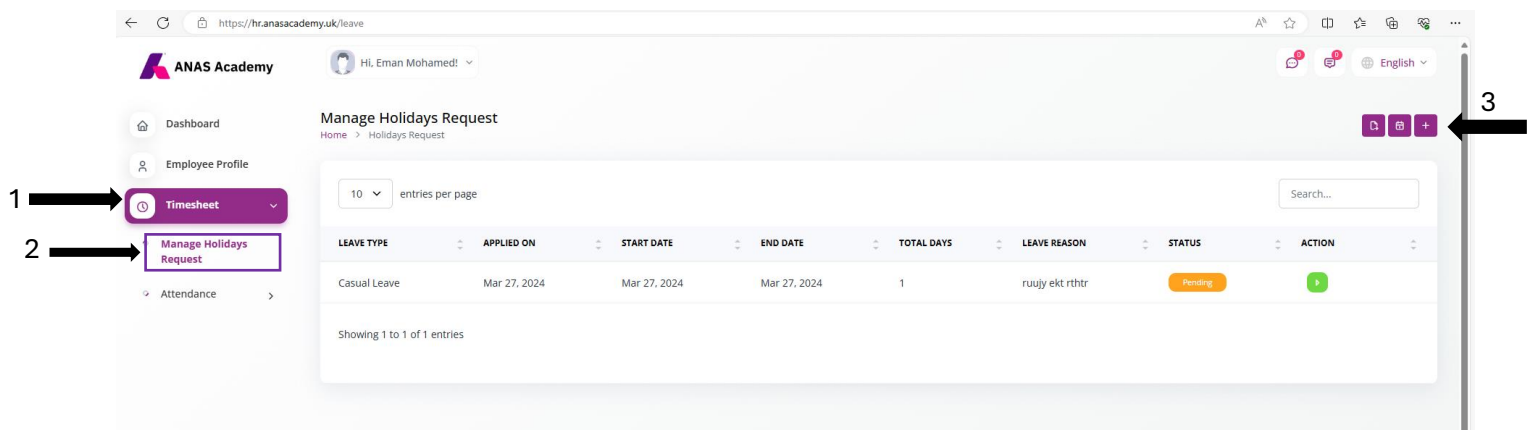 https://hr.anasacademy.uk/leave
ANAS Academy
Hi, Eman Mohamed!
0
0
English
3
Dashboard
Manage Holidays Request
Home > Holidays Request
Employee Profile
1
Timesheet
10 entries per page
Search...
2
Manage Holidays
Request
LEAVE TYPE APPLIED ON START DATE END DATE TOTAL DAYS LEAVE REASON STATUS ACTION
Casual Leave Mar 27, 2024 Mar 27, 2024 Mar 27, 2024 1 ruujy ekt rthtr Pending
Attendance
Showing 1 to 1 of 1 entries